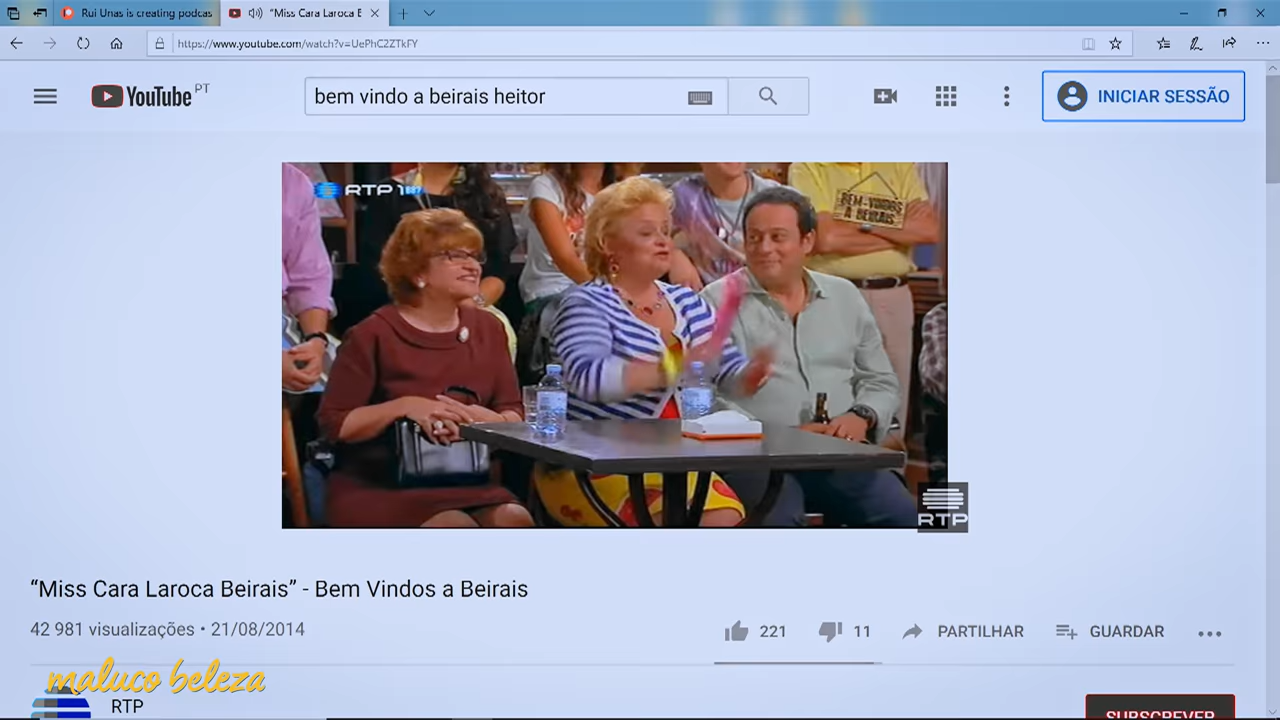 Rui Unas is creating podcas
“Miss Cara Laroca E
https://www.youtube.com/watch?v=UePhC2ZTkFY
YouTube PT
bem vindo a beirais heitor
INICIAR SESSÃO
RTP 1
BEM-VINDOS
A BEIRAIS
RTP
“Miss Cara Laroca Beirais” - Bem Vindos a Beirais
42 981 visualizações • 21/08/2014
221
11
PARTILHAR
GUARDAR
maluco beleza
RTP
SUBSCREVER